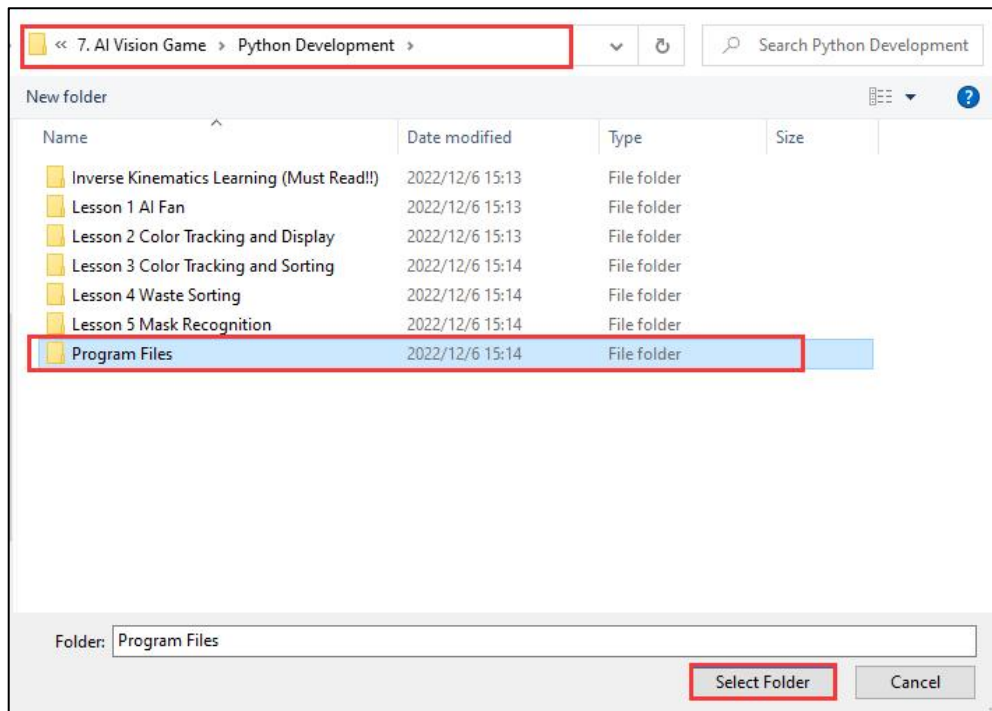 « 7. AI Vision Game › Python Development › Search Python Development
New folder
Name Date modified Type Size
Inverse Kinematics Learning (Must Read!!) 2022/12/6 15:13 File folder
Lesson 1 AI Fan 2022/12/6 15:13 File folder
Lesson 2 Color Tracking and Display 2022/12/6 15:13 File folder
Lesson 3 Color Tracking and Sorting 2022/12/6 15:14 File folder
Lesson 4 Waste Sorting 2022/12/6 15:14 File folder
Lesson 5 Mask Recognition 2022/12/6 15:14 File folder
Program Files 2022/12/6 15:14 File folder
Folder: Program Files
Select Folder Cancel